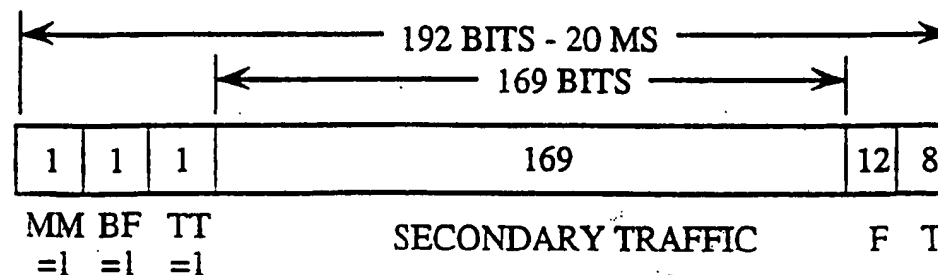 192 BITS - 20 MS
169 BITS
1 1 1 169 12 8
MM BF TT SECONDARY TRAFFIC F T
=1 =1 =1